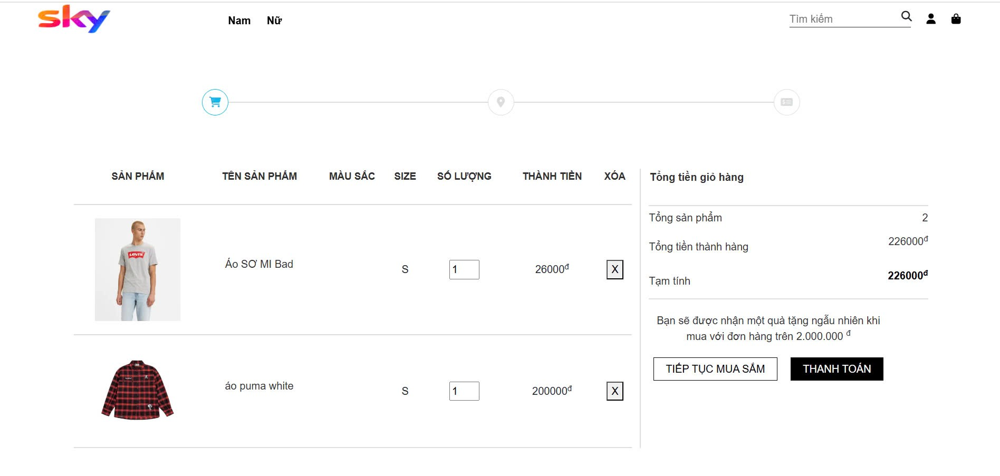 sky
Nam Nữ
Tìm kiếm
SẢN PHẨM TÊN SẢN PHẨM MÀU SẮC SIZE SỐ LƯỢNG THÀNH TIỀN XÓA
Levi's
Áo SƠ MI Bad S 1 26000đ X
áo puma white S 1 200000đ X
Tổng tiền giỏ hàng
Tổng sản phẩm 2
Tổng tiền thành hàng 226000đ
Tạm tính 226000đ
Bạn sẽ được nhận một quà tặng ngẫu nhiên khi
mua với đơn hàng trên 2.000.000 đ
TIẾP TỤC MUA SẮM THANH TOÁN